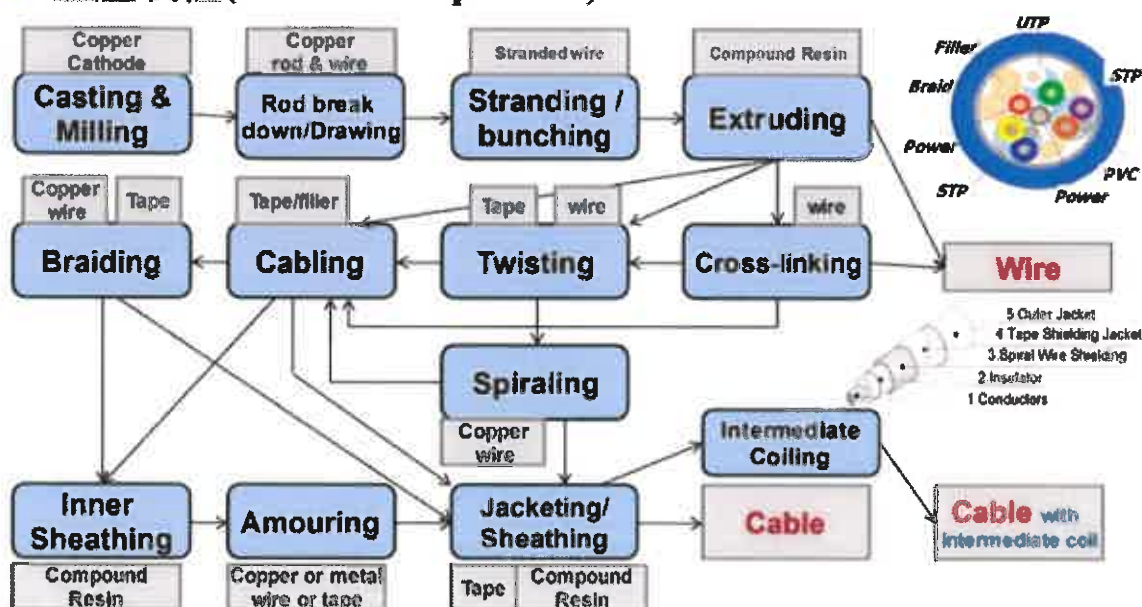 Copper
Cathode
Casting &
Milling
Copper
rod & wire
Rod break
down/Drawing
Stranded wire
Stranding /
bunching
Compound Resin
Extruding
UTP
Filler
STP
Braid
Power
PVC
STP
Power
Copper
wire
Tape
Braiding
Tape/filler
Cabling
Tape
wire
Twisting
wire
Cross-linking
Wire
5 Outer Jacket
4 Tape Shielding Jacket
3.Spiral Wire Shielding
2.Insulator
1 Conductors
Spiraling
Copper
wire
Intermediate
Coiling
Inner
Sheathing
Compound
Resin
Amouring
Copper or metal
wire or tape
Jacketing/
Sheathing
Tape
Compound
Resin
Cable
Cable with
intermediate coil